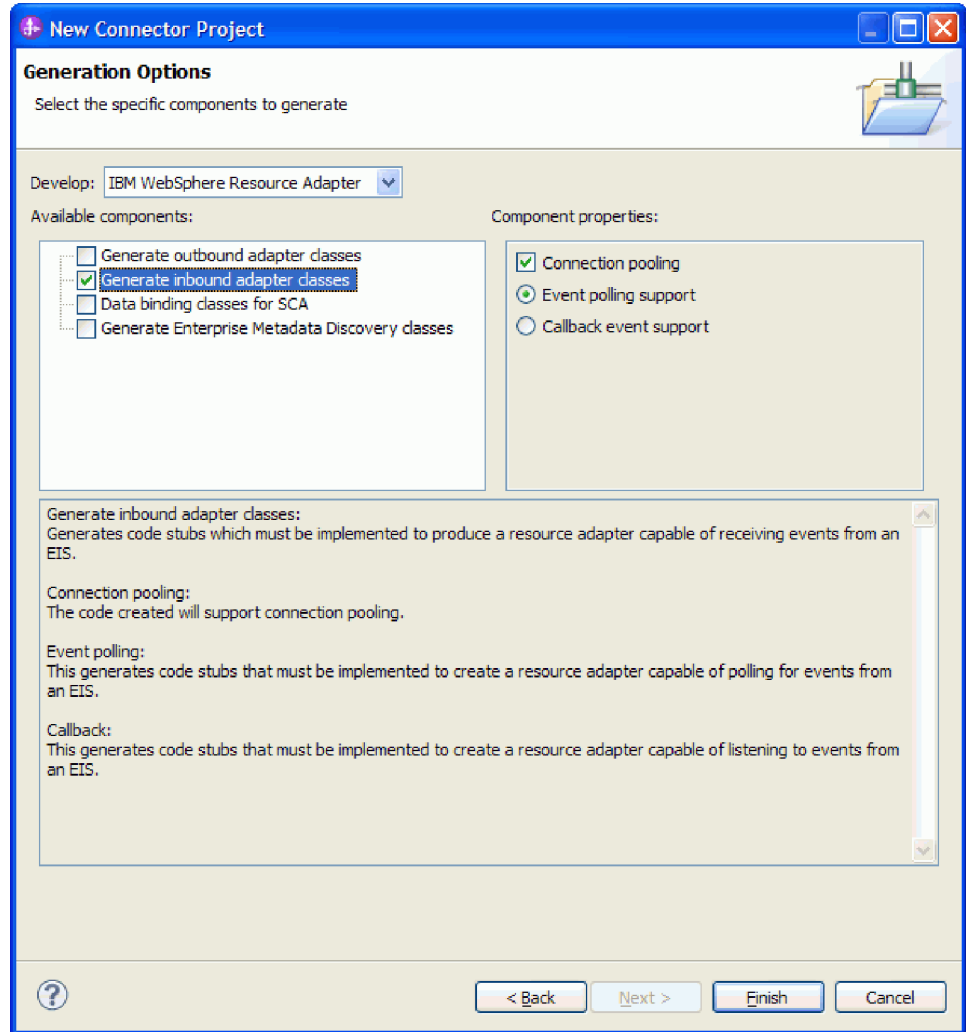 New Connector Project
Generation Options
Select the specific components to generate
Develop: IBM WebSphere Resource Adapter
Available components:
Generate outbound adapter classes
Generate inbound adapter classes
Data binding classes for SCA
Generate Enterprise Metadata Discovery classes
Component properties:
Connection pooling
Event polling support
Callback event support
Generate inbound adapter classes:
Generates code stubs which must be implemented to produce a resource adapter capable of receiving events from an
EIS.
Connection pooling:
The code created will support connection pooling.
Event polling:
This generates code stubs that must be implemented to create a resource adapter capable of polling for events from
an EIS.
Callback:
This generates code stubs that must be implemented to create a resource adapter capable of listening to events from
an EIS.
?
< Back Next > Finish Cancel